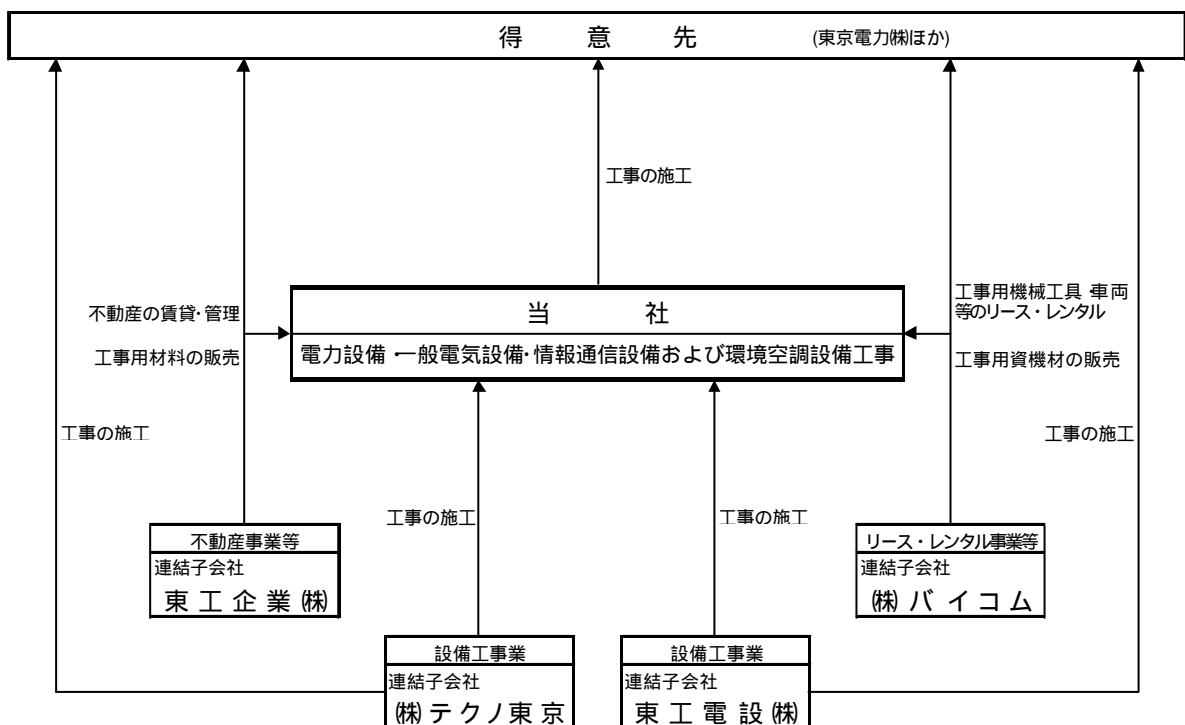 得意先 (東京電力㈱ほか)
工事の施工
不動産の賃貸・管理
工事用材料の販売
当社
電力設備・一般電気設備・情報通信設備および環境空調設備工事
工事用機械工具・車両
等のリース・レンタル
工事用資機材の販売
工事の施工
工事の施工
工事の施工
工事の施工
不動産事業等
連結子会社
東工企業㈱
リース・レンタル事業等
連結子会社
㈱バイコム
設備工事業
連結子会社
㈱テクノ東京
設備工事業
連結子会社
東工電設㈱